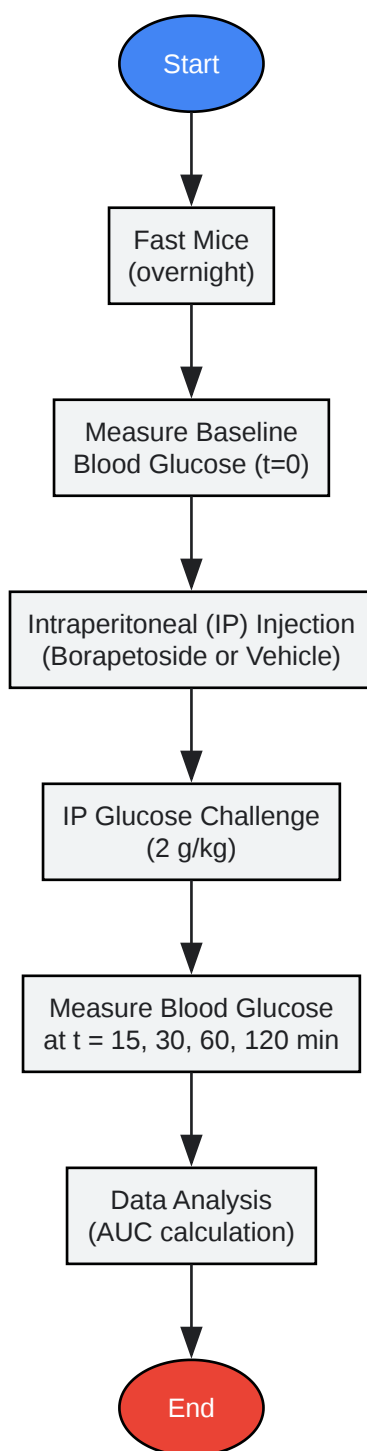 Start
Fast Mice
(overnight)
Measure Baseline
Blood Glucose (t=0)
Intraperitoneal (IP) Injection
(Borapetoside or Vehicle)
IP Glucose Challenge
(2 g/kg)
Measure Blood Glucose
at t = 15, 30, 60, 120 min
Data Analysis
(AUC calculation)
End